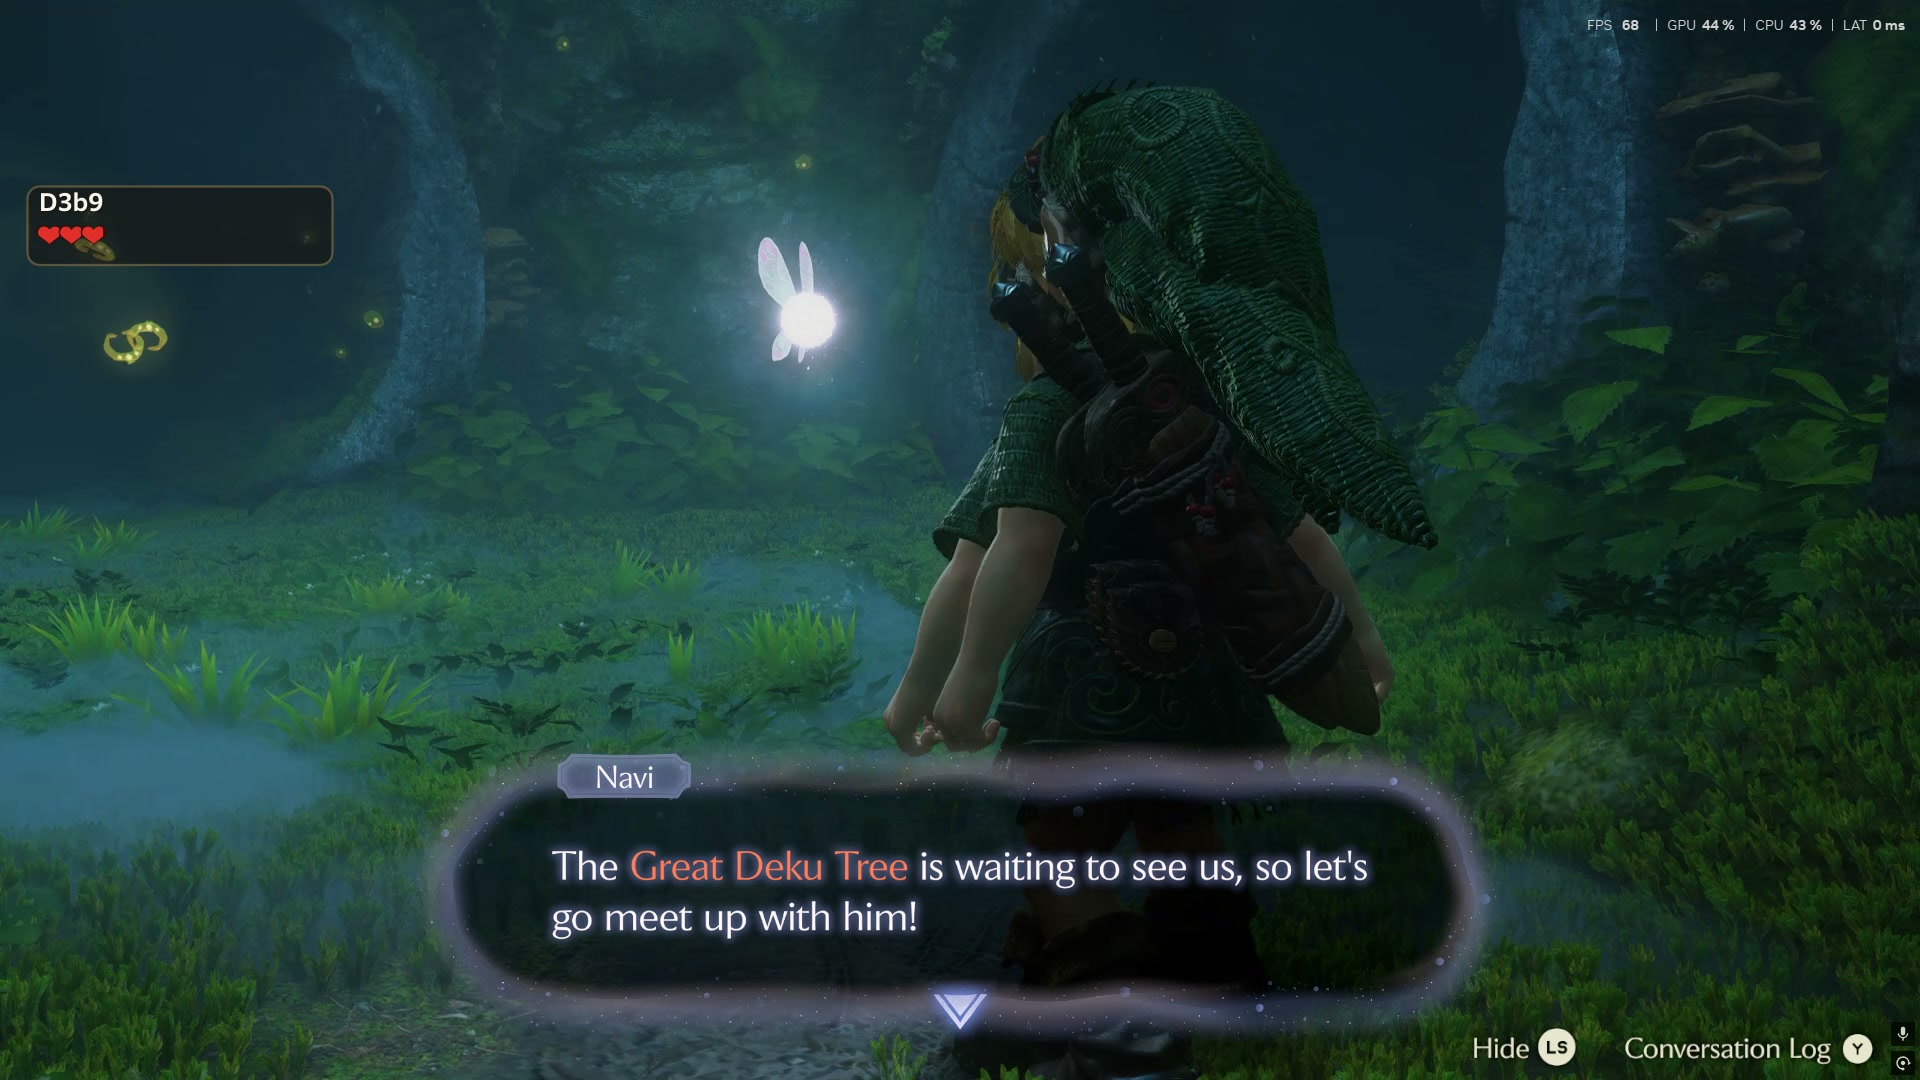 FPS 68 | GPU 44 % | CPU 43 % | LAT 0 ms
D3b9
Navi
The Great Deku Tree is waiting to see us, so let's
go meet up with him!
Hide LS Conversation Log Y